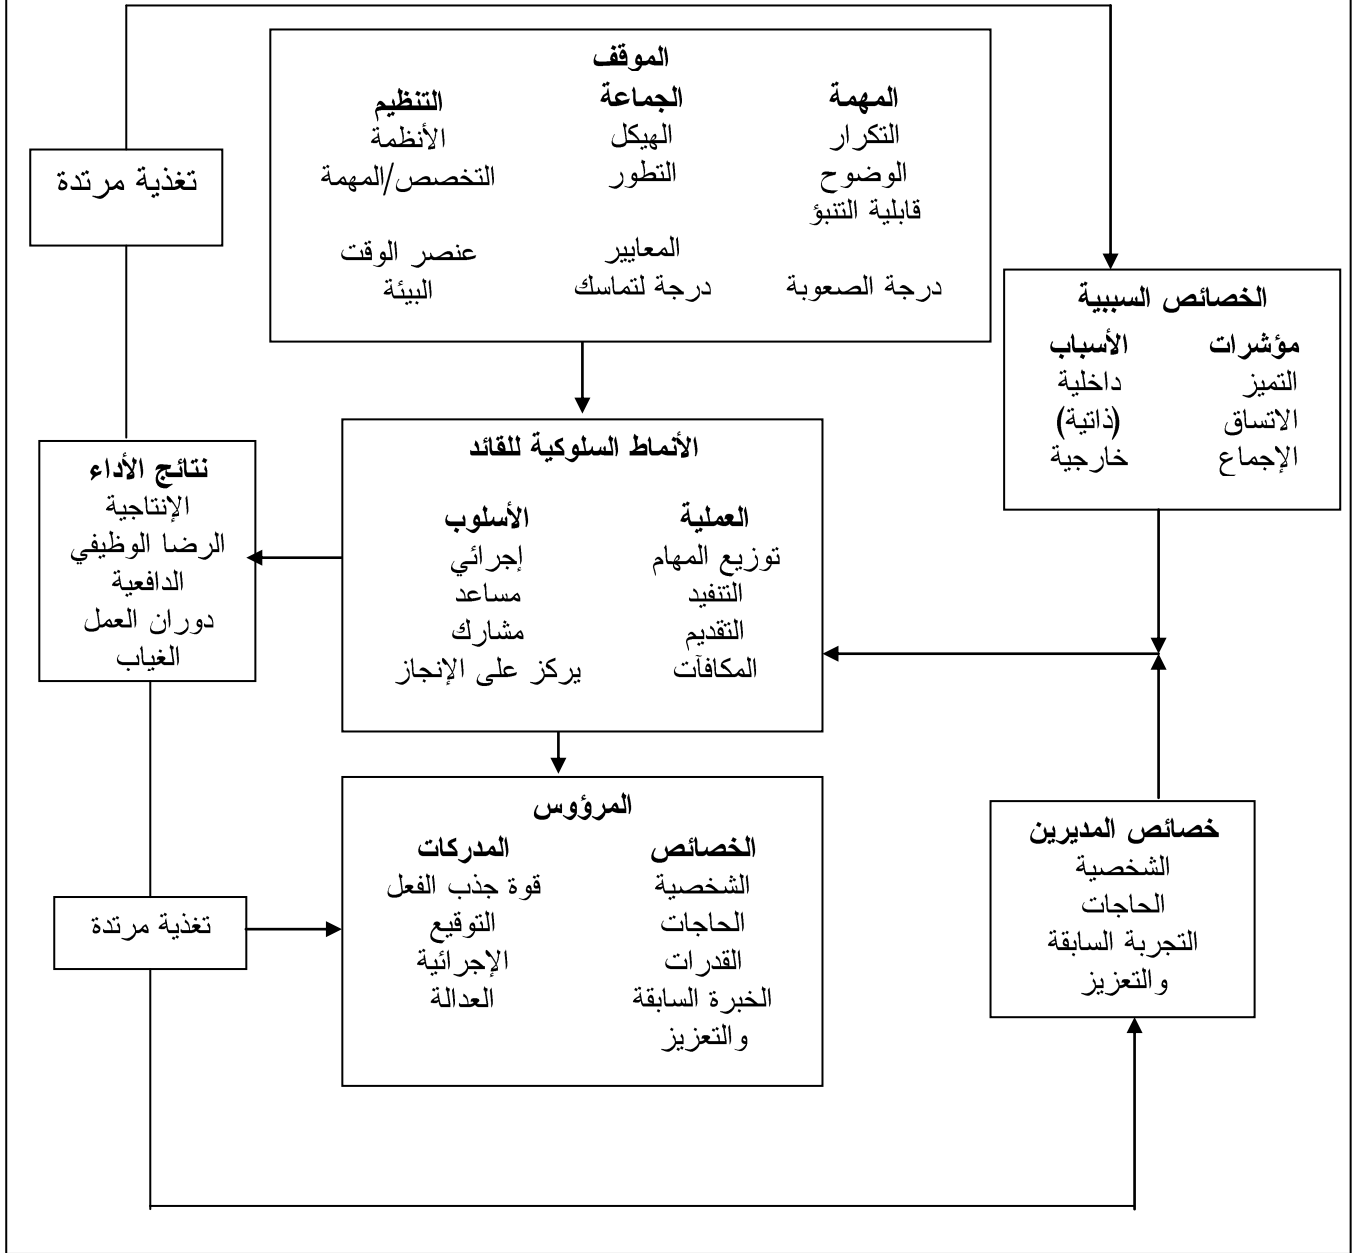 الموقف
المهمة الجماعة التنظيم
التكرار الهيكل الأنظمة
الوضوح التطور التخصص/المهمة
قابلية التنبؤ
المعايير عنصر الوقت
درجة الصعوبة درجة لتماسك البيئة
تغذية مرتدة
الخصائص السببية
مؤشرات الأسباب
التميز داخلية
الاتساق (ذاتية)
الإجماع خارجية
الأنماط السلوكية للقائد
العملية الأسلوب
توزيع المهام إجرائي
التنفيد مساعد
التقديم مشارك
المكافآت يركز على الإنجاز
نتائج الأداء
الإنتاجية
الرضا الوظيفي
الدافعية
دوران العمل
الغياب
المرؤوس
الخصائص المدركات
الشخصية قوة جذب الفعل
الحاجات التوقيع
القدرات الإجرائية
الخبرة السابقة العدالة
والتعزيز
خصائص المديرين
الشخصية
الحاجات
التجربة السابقة
والتعزيز
تغذية مرتدة